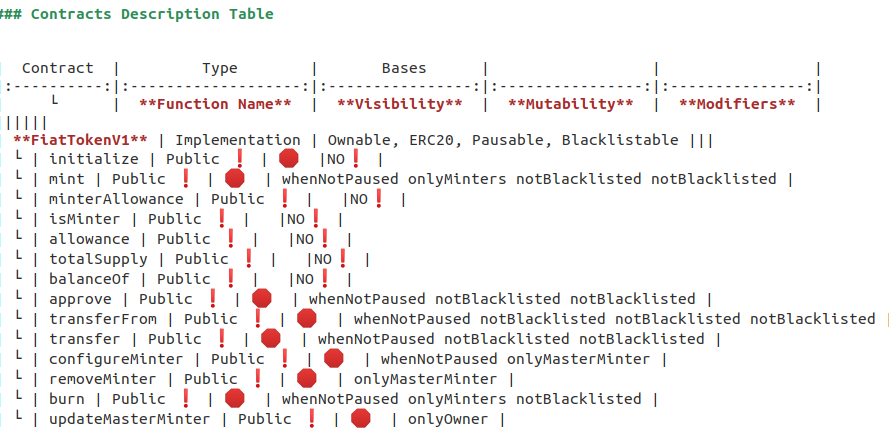 ### Contracts Description Table
| Contract | Type | Bases | | |
|:----------:|:-------------------:|:----------------:|:----------------:|:---------------:|
| └ | **Function Name** | **Visibility** | **Mutability** | **Modifiers** |
||||||
| **FiatTokenV1** | Implementation | Ownable, ERC20, Pausable, Blacklistable |||
| └ | initialize | Public ❗️ | 🛑 |NO❗️ |
| └ | mint | Public ❗️ | 🛑 | whenNotPaused onlyMinters notBlacklisted notBlacklisted |
| └ | minterAllowance | Public ❗️ | |NO❗️ |
| └ | isMinter | Public ❗️ | |NO❗️ |
| └ | allowance | Public ❗️ | |NO❗️ |
| └ | totalSupply | Public ❗️ | |NO❗️ |
| └ | balanceOf | Public ❗️ | |NO❗️ |
| └ | approve | Public ❗️ | 🛑 | whenNotPaused notBlacklisted notBlacklisted |
| └ | transferFrom | Public ❗️ | 🛑 | whenNotPaused notBlacklisted notBlacklisted notBlacklisted |
| └ | transfer | Public ❗️ | 🛑 | whenNotPaused notBlacklisted notBlacklisted |
| └ | configureMinter | Public ❗️ | 🛑 | whenNotPaused onlyMasterMinter |
| └ | removeMinter | Public ❗️ | 🛑 | onlyMasterMinter |
| └ | burn | Public ❗️ | 🛑 | whenNotPaused onlyMinters notBlacklisted |
| └ | updateMasterMinter | Public ❗️ | 🛑 | onlyOwner |